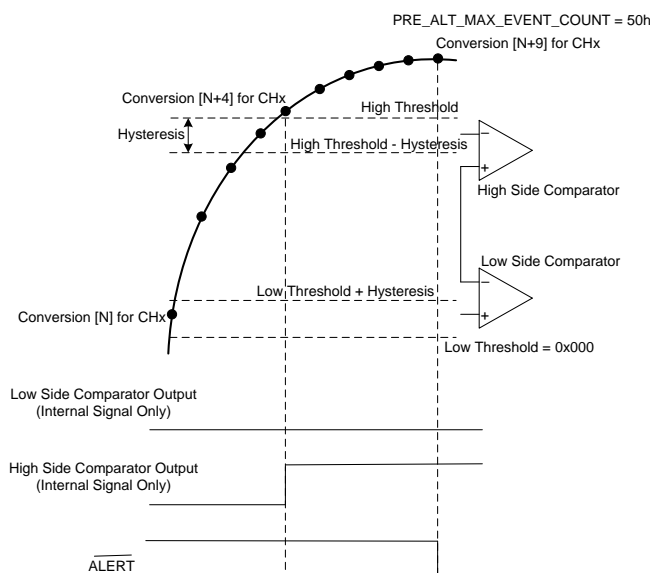 PRE_ALT_MAX_EVENT_COUNT = 50h
Conversion [N+9] for CHx
Conversion [N+4] for CHx
High Threshold
Hysteresis
High Threshold - Hysteresis
−
+
High Side Comparator
Low Side Comparator
−
+
Low Threshold + Hysteresis
Conversion [N] for CHx
Low Threshold = 0x000
Low Side Comparator Output
(Internal Signal Only)
High Side Comparator Output
(Internal Signal Only)
ALERT